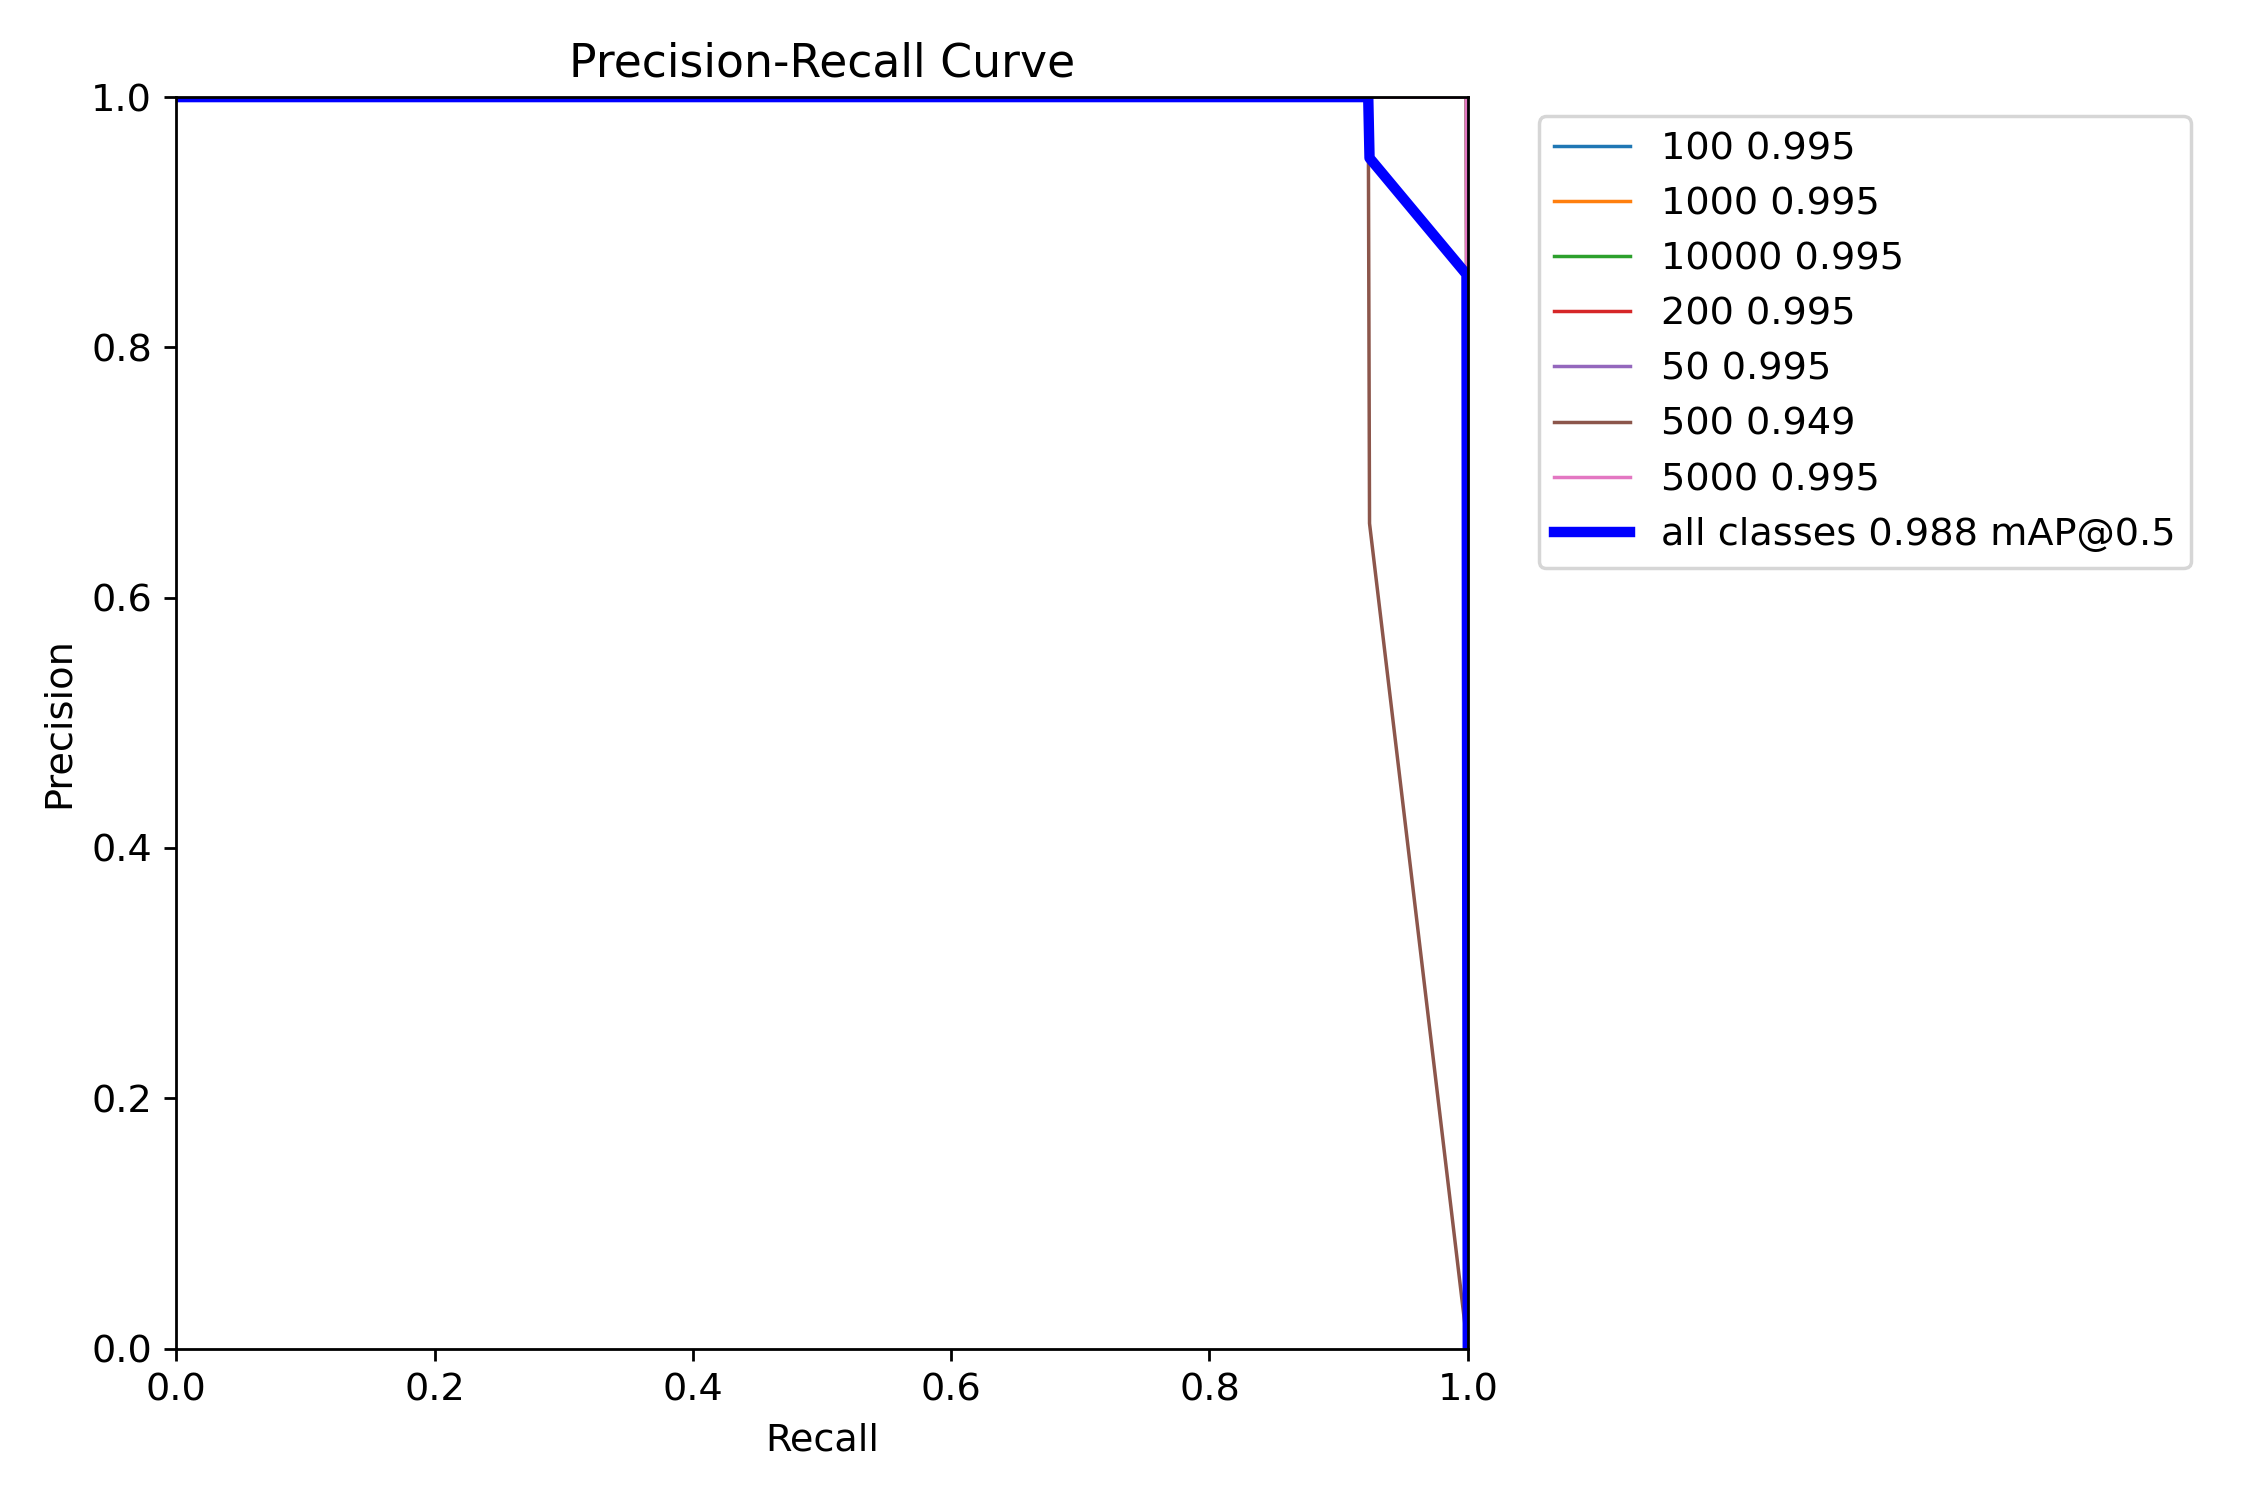 Precision-Recall Curve
1.0
0.8
0.6
0.4
0.2
0.0
Precision
0.0 0.2 0.4 0.6 0.8 1.0
Recall
100 0.995
1000 0.995
10000 0.995
200 0.995
50 0.995
500 0.949
5000 0.995
all classes 0.988 mAP@0.5